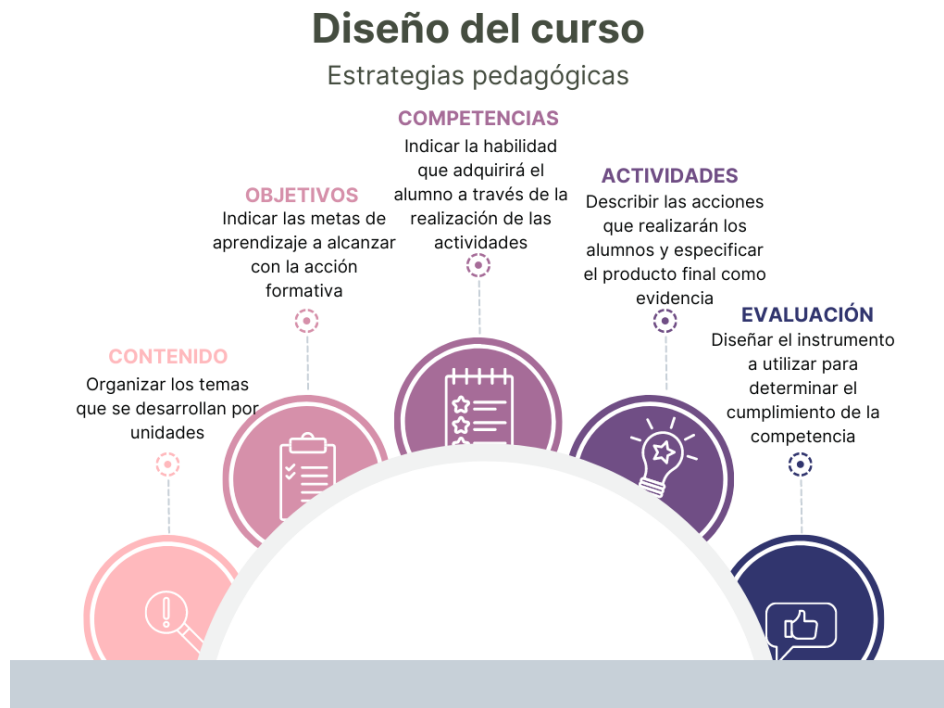 Diseño del curso
Estrategias pedagógicas
CONTENIDO
Organizar los temas
que se desarrollan por
unidades
OBJETIVOS
Indicar las metas de
aprendizaje a alcanzar
con la acción
formativa
COMPETENCIAS
Indicar la habilidad
que adquirirá el
alumno a través de la
realización de las
actividades
ACTIVIDADES
Describir las acciones
que realizarán los
alumnos y especificar
el producto final como
evidencia
EVALUACIÓN
Diseñar el instrumento
a utilizar para
determinar el
cumplimiento de la
competencia